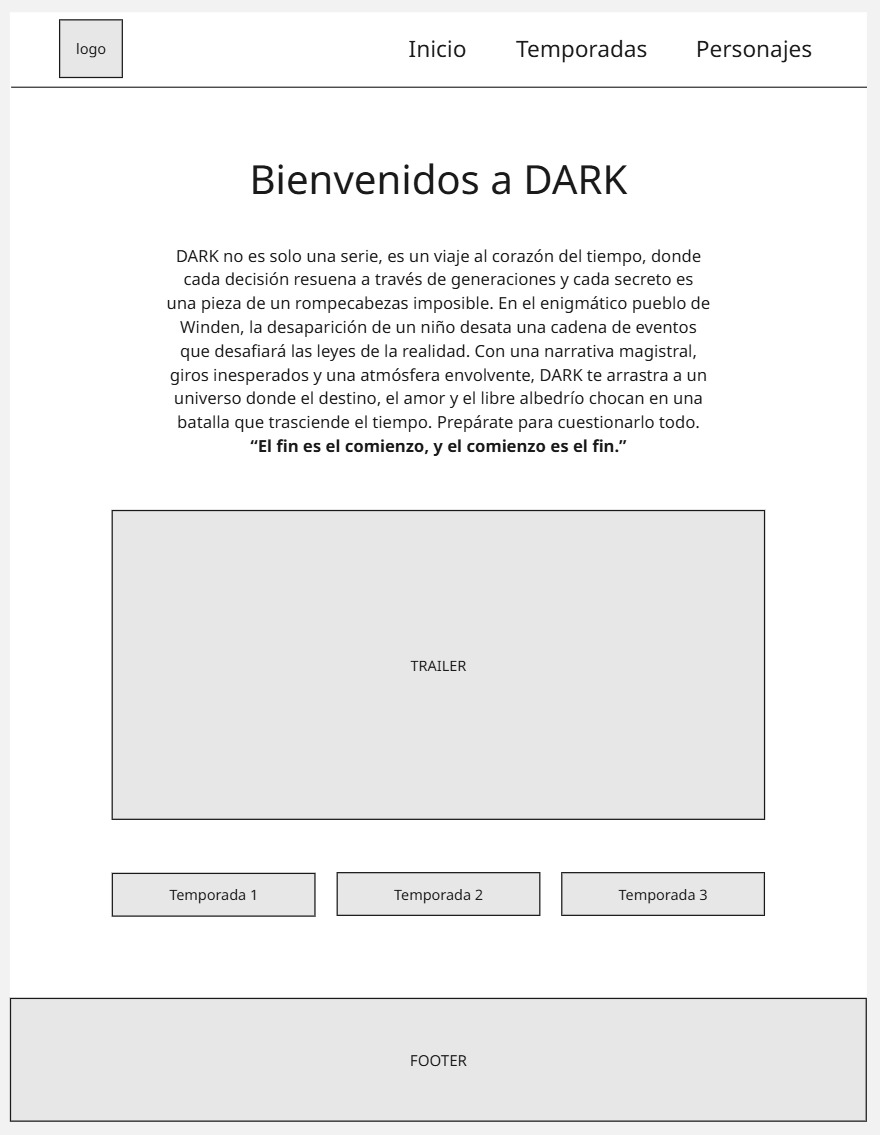 logo
Inicio Temporadas Personajes
Bienvenidos a DARK
DARK no es solo una serie, es un viaje al corazón del tiempo, donde
cada decisión resuena a través de generaciones y cada secreto es
una pieza de un rompecabezas imposible. En el enigmático pueblo de
Winden, la desaparición de un niño desata una cadena de eventos
que desafiará las leyes de la realidad. Con una narrativa magistral,
giros inesperados y una atmósfera envolvente, DARK te arrastra a un
universo donde el destino, el amor y el libre albedrío chocan en una
batalla que trasciende el tiempo. Prepárate para cuestionarlo todo.
“El fin es el comienzo, y el comienzo es el fin.”
TRAILER
Temporada 1
Temporada 2
Temporada 3
FOOTER